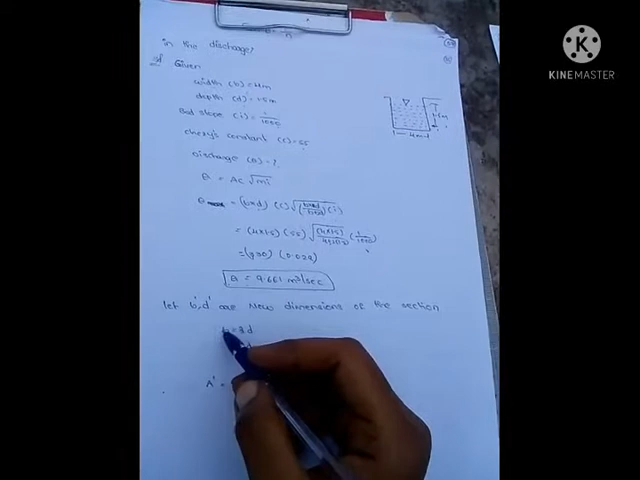 in the discharge?
Sol Given
width (b) = 4m
depth (d) = 1.5m
Bed slope (i) = 1/1000
chezy's constant (c) = 55
Discharge (Q) = ?
Q = AC √mi
Q = (b×d) (c) √((b×d)/(b+2d)) (i)
= (4×1.5) (55) √((4×1.5)/(4+2(1.5)) (1/1000)
= (330) (0.029)
Q = 9.661 m³/sec
let b', d' are New dimensions of the section
b = 2d
A' =
K
KINEMASTER